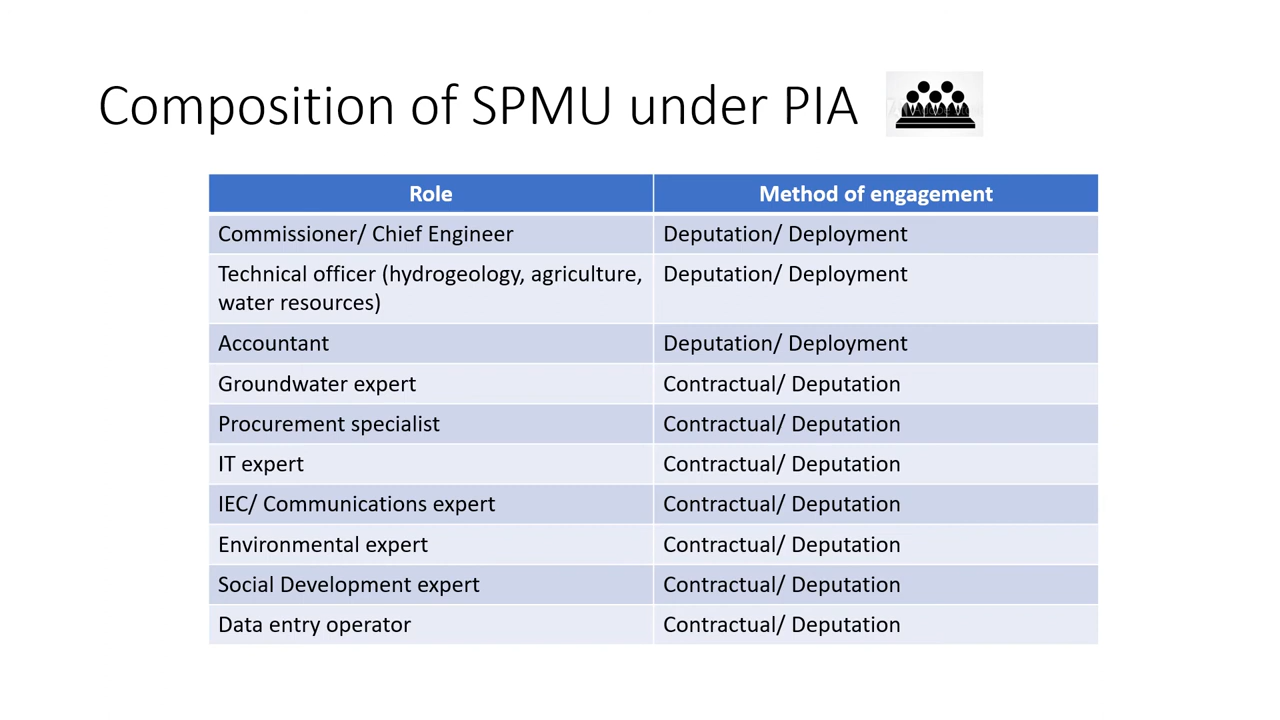 Composition of SPMU under PIA
Role Method of engagement
Commissioner/ Chief Engineer Deputation/ Deployment
Technical officer (hydrogeology, agriculture, Deputation/ Deployment
water resources)
Accountant Deputation/ Deployment
Groundwater expert Contractual/ Deputation
Procurement specialist Contractual/ Deputation
IT expert Contractual/ Deputation
IEC/ Communications expert Contractual/ Deputation
Environmental expert Contractual/ Deputation
Social Development expert Contractual/ Deputation
Data entry operator Contractual/ Deputation